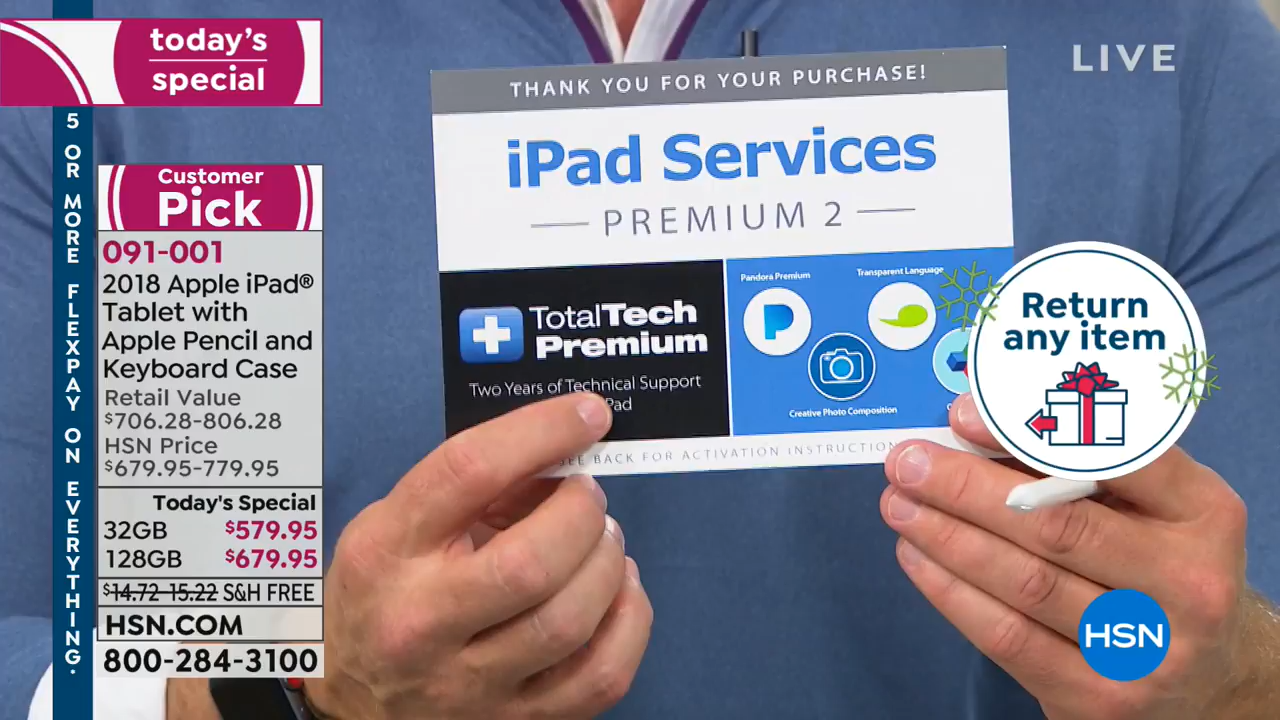 today's
special
5 OR MORE FLEXPAY ON EVERYTHING.
Customer
Pick
091-001
2018 Apple iPad®
Tablet with
Apple Pencil and
Keyboard Case
Retail Value
$706.28-806.28
HSN Price
$679.95-779.95
Today's Special
32GB $579.95
128GB $679.95
$14.72-15.22 S&H FREE
HSN.COM
800-284-3100
LIVE
THANK YOU FOR YOUR PURCHASE!
iPad Services
PREMIUM 2
TotalTech
Premium
Two Years of Technical Support
Pad
Pandora Premium
Transparent Language
Creative Photo Composition
SEE BACK FOR ACTIVATION INSTRUCTION
Return
any item
HSN